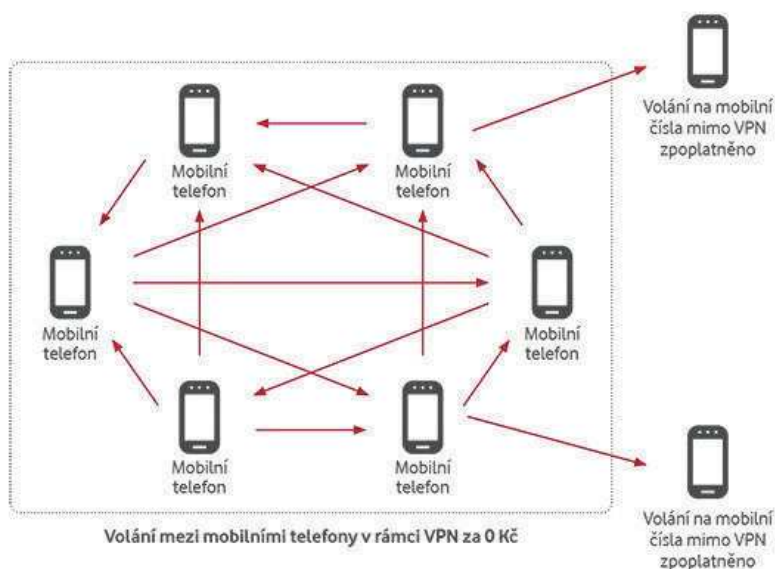 Volání na mobilní
čísla mimo VPN
zpoplatněno
Mobilní
telefon
Mobilní
telefon
Mobilní
telefon
Mobilní
telefon
Mobilní
telefon
Mobilní
telefon
Volání na mobilní
čísla mimo VPN
zpoplatněno
Volání mezi mobilními telefony v rámci VPN za 0 Kč